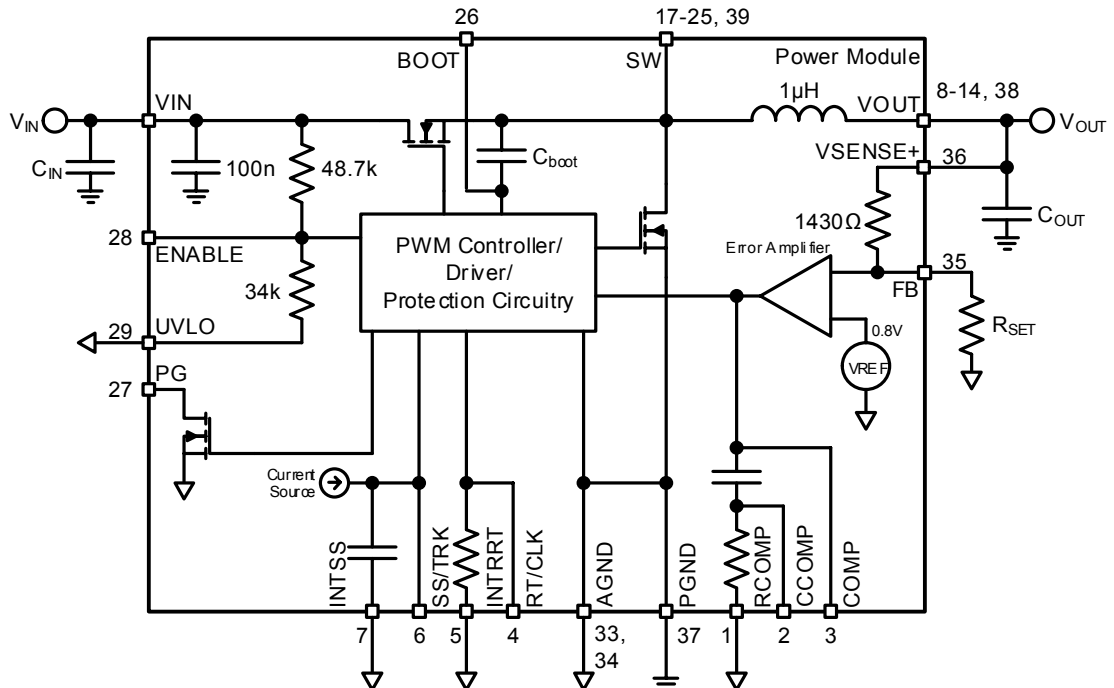 26
17-25, 39
BOOT
SW
Power Module
VIN
1µH
VOUT
8-14, 38
VIN
VOUT
VSENSE+
36
CIN
100n
48.7k
Cboot
COUT
1430Ω
28
ENABLE
PWM Controller/
Driver/
Protection Circuitry
Error Amplifier
35
FB
34k
RSET
29
UVLO
0.8V
VREF
27
PG
Current
Source
INTSS
SS/TRK
INTRRT
RT/CLK
AGND
PGND
RCOMP
CCOMP
COMP
7
6
5
4
33,
34
37
1
2
3